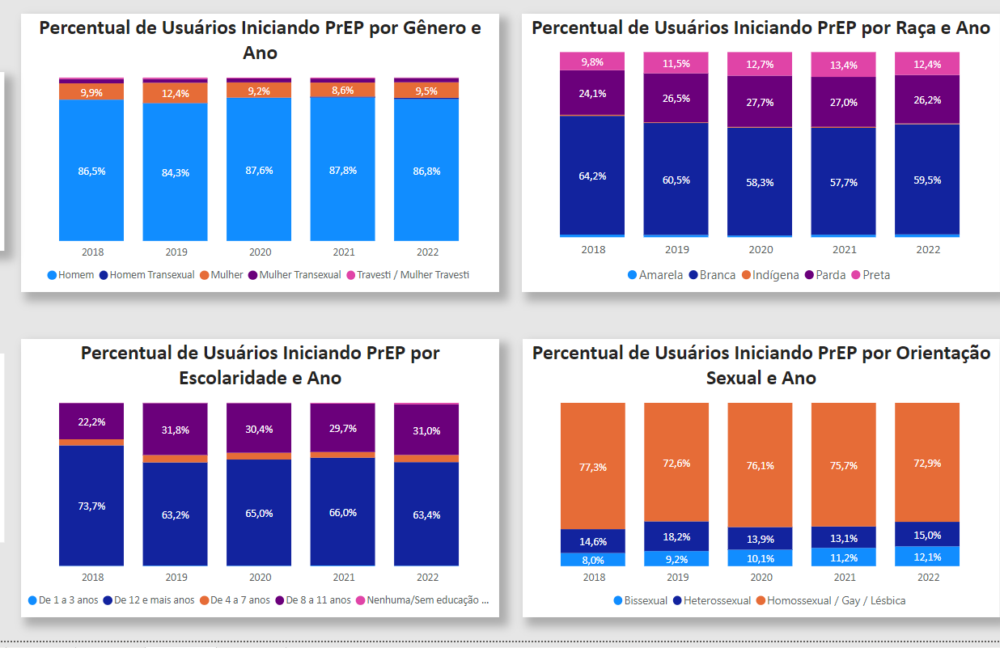 Percentual de Usuários Iniciando PrEP por Gênero e
Ano
9,9% 12,4% 9,2% 8,6% 9,5%
86,5% 84,3% 87,6% 87,8% 86,8%
2018 2019 2020 2021 2022
Homem Homem Transexual Mulher Mulher Transexual Travesti / Mulher Travesti
Percentual de Usuários Iniciando PrEP por Raça e Ano
9,8% 11,5% 12,7% 13,4% 12,4%
24,1% 26,5% 27,7% 27,0% 26,2%
64,2% 60,5% 58,3% 57,7% 59,5%
2018 2019 2020 2021 2022
Amarela Branca Indígena Parda Preta
Percentual de Usuários Iniciando PrEP por
Escolaridade e Ano
22,2% 31,8% 30,4% 29,7% 31,0%
73,7% 63,2% 65,0% 66,0% 63,4%
2018 2019 2020 2021 2022
De 1 a 3 anos De 12 e mais anos De 4 a 7 anos De 8 a 11 anos Nenhuma/Sem educação ...
Percentual de Usuários Iniciando PrEP por Orientação
Sexual e Ano
77,3% 72,6% 76,1% 75,7% 72,9%
14,6% 18,2% 13,9% 13,1% 15,0%
8,0% 9,2% 10,1% 11,2% 12,1%
2018 2019 2020 2021 2022
Bissexual Heterossexual Homossexual / Gay / Lésbica